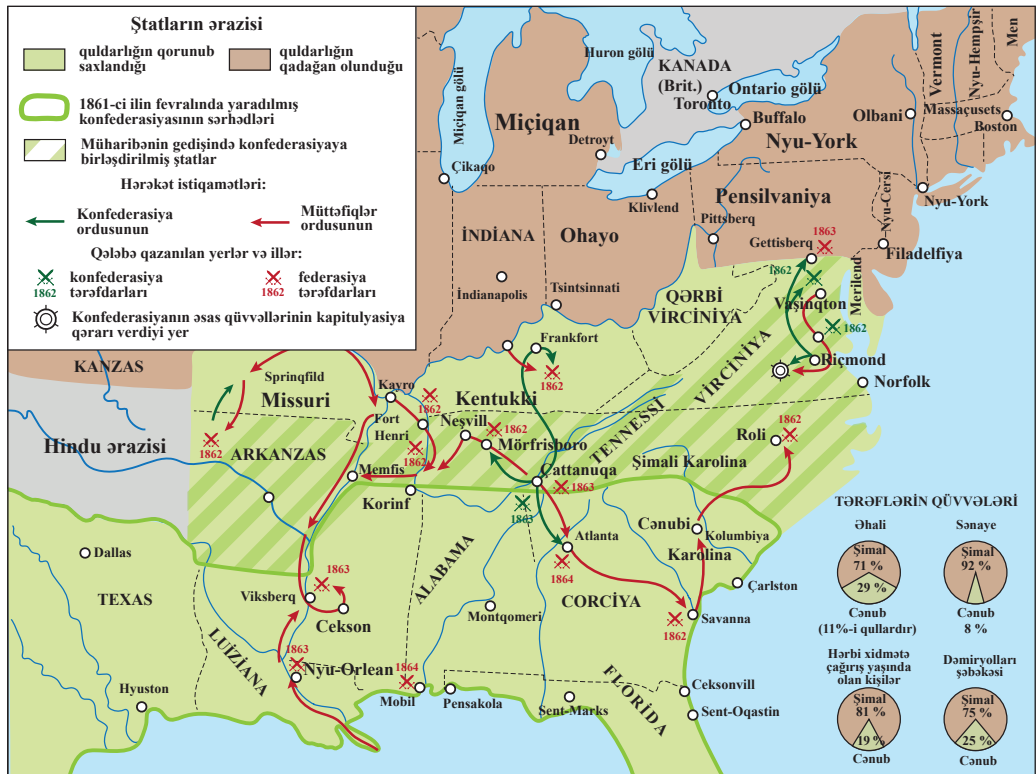 Ştatların ərazisi
quldarlığın qorunub
saxlandığı
quldarlığın
qadağan olunduğu
1861-ci ilin fevralında yaradılmış
konfederasiyasının sərhədləri
Müharibənin gedişində konfederasiyaya
birləşdirilmiş ştatlar
Hərəkət istiqamətləri:
Konfederasiya
ordusunun
Müttəfiqlər
ordusunun
Qələbə qazanılan yerlər və illər:
1862
konfederasiya
tərəfdarları
1862
federasiya
tərəfdarları
Konfederasiyanın əsas qüvvəllərinin kapitulyasiya
qərarı verdiyi yer
Miçiqan gölü
Huron gölü
KANADA
(Brit.)
Toronto
Ontario gölü
Buffalo
Miçiqan
Detroyt
Eri gölü
Klivlend
Çikaqo
Nyu-York
Olbani
Vermont
Nyu-Hempşir
Men
Massaçusets
Boston
Nyu-York
Pensilvaniya
Pittsberq
Nyu-Cersi
Filadelfiya
Gettisberq
1863
1862
Vaşinqton
Merilend
1862
Riçmond
Norfolk
İNDİANA
Ohayo
İndianapolis
Tsintsinnati
QƏRBİ
VİRCİNİYA
VİRCİNİYA
Frankfort
1862
KANZAS
Sprinqfild
Missuri
Kayro
1862
Kentukki
Fort
Henri
1862
Neşvill
1862
Mörfrisboro
TENNESSİ
Hindu ərazisi
1862
ARKANZAS
Memfis
Korinf
Çattanuqa
1863
1863
Roli
1862
Şimali Karolina
Cənubi
Karolina
Kolumbiya
Çarlston
Dallas
TEXAS
Hyuston
LUİZİANA
Viksberq
1863
Cekson
1863
Nyu-Orlean
1864
Mobil
ALABAMA
Montqomeri
Atlanta
1864
CORCİYA
1862
Savanna
Pensakola
Sent-Marks
FLORİDA
Ceksonvill
Sent-Oqastin
TƏRƏFLƏRİN QÜVVƏLƏRİ
Əhali
Şimal
71 %
29 %
Cənub
(11%-i qullardır)
Sənaye
Şimal
92 %
Cənub
8 %
Hərbi xidmətə
çağırış yaşında
olan kişilər
Şimal
81 %
19 %
Cənub
Dəmiryolları
şəbəkəsi
Şimal
75 %
25 %
Cənub